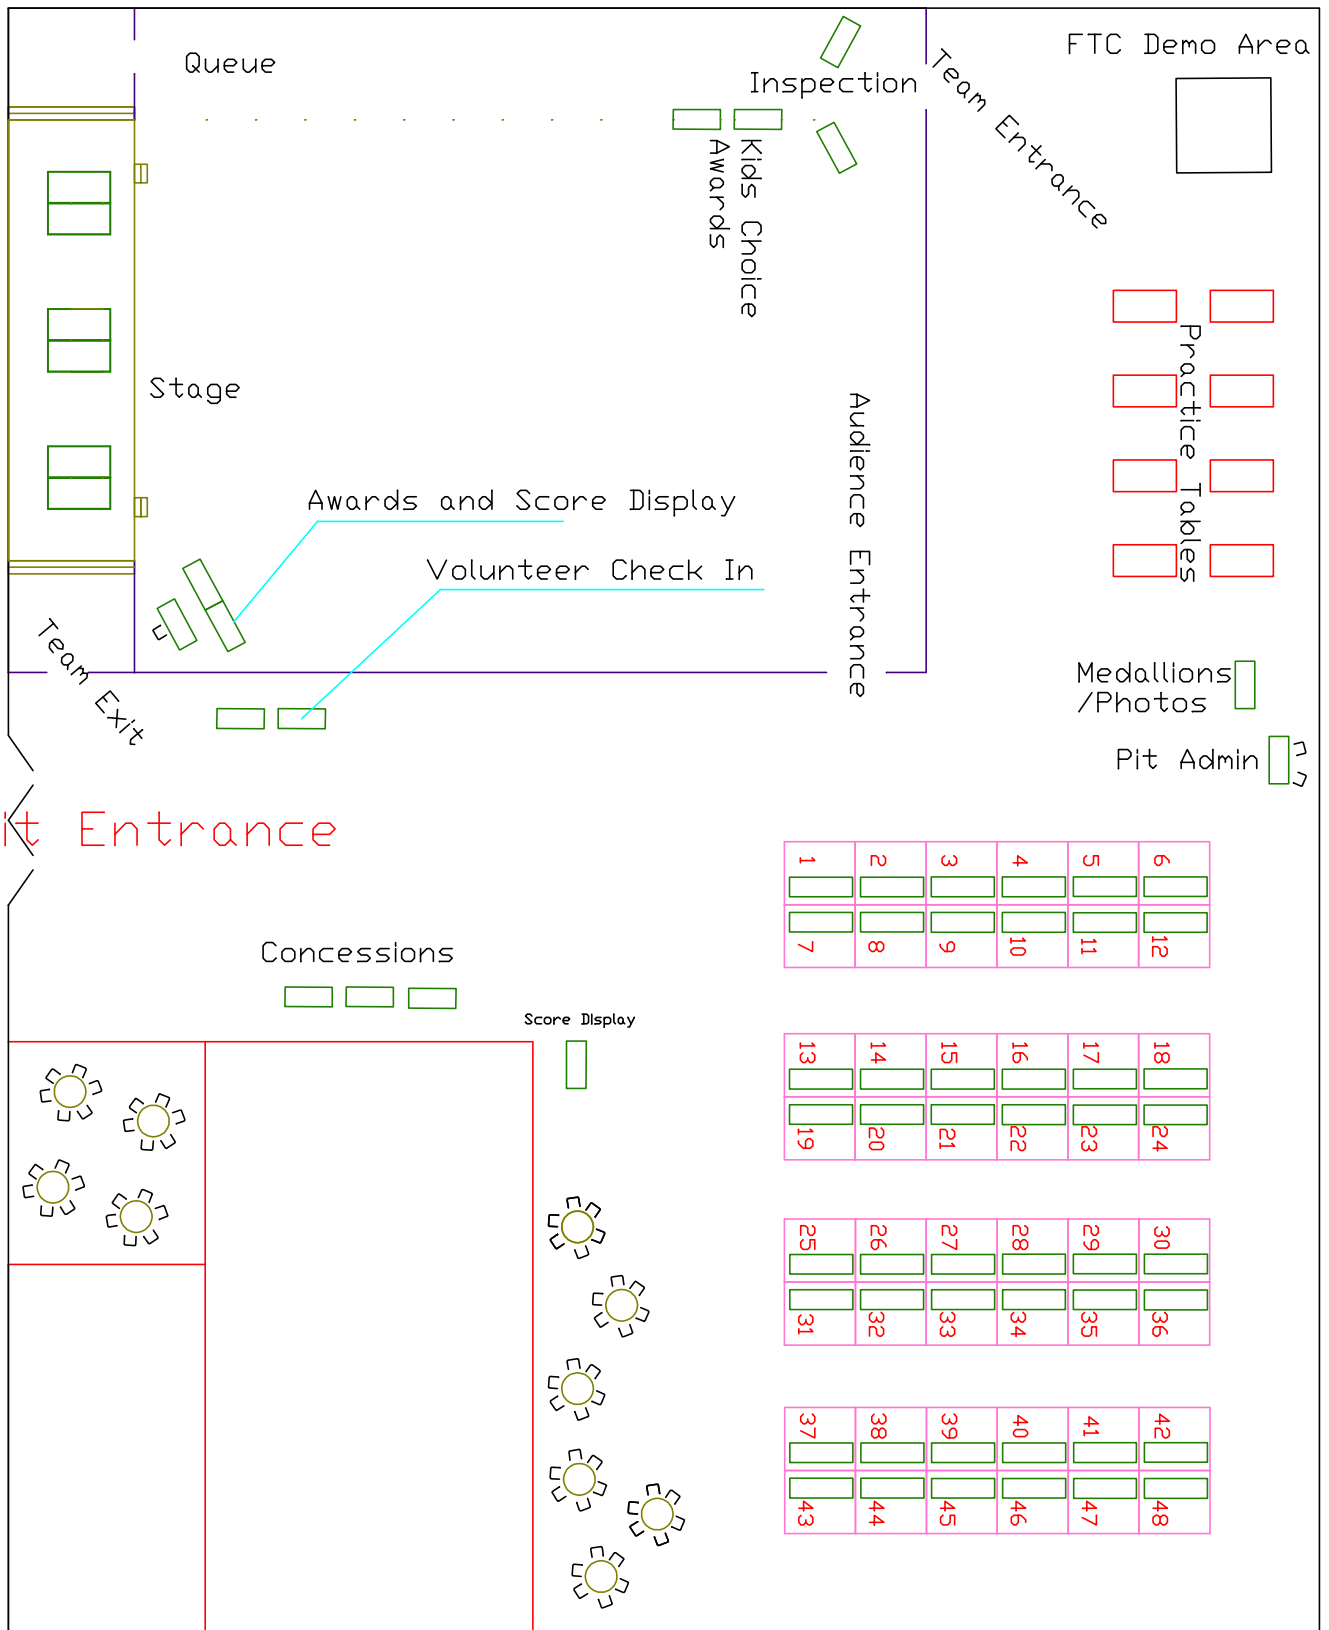 FTC Demo Area
Queue
Inspection
Team Entrance
Kids Choice
Awards
Stage
Practice Tables
Audience Entrance
Awards and Score Display
Volunteer Check In
Team Exit
Medallions
/Photos
Pit Admin
it Entrance
1 2 3 4 5 6
7 8 9 10 11 12
Concessions
Score Display
13 14 15 16 17 18
19 20 21 22 23 24
25 26 27 28 29 30
31 32 33 34 35 36
37 38 39 40 41 42
43 44 45 46 47 48